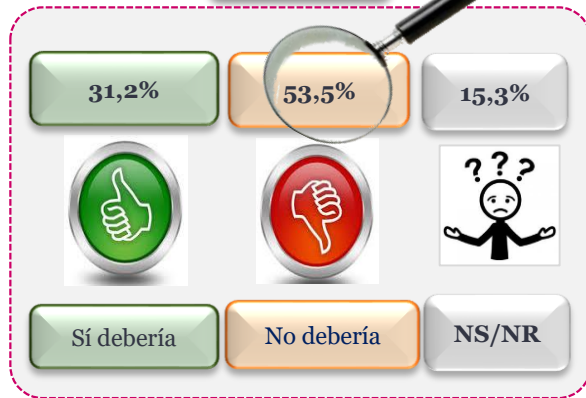 31,2%
53,5%
15,3%
???
Sí debería
No debería
NS/NR